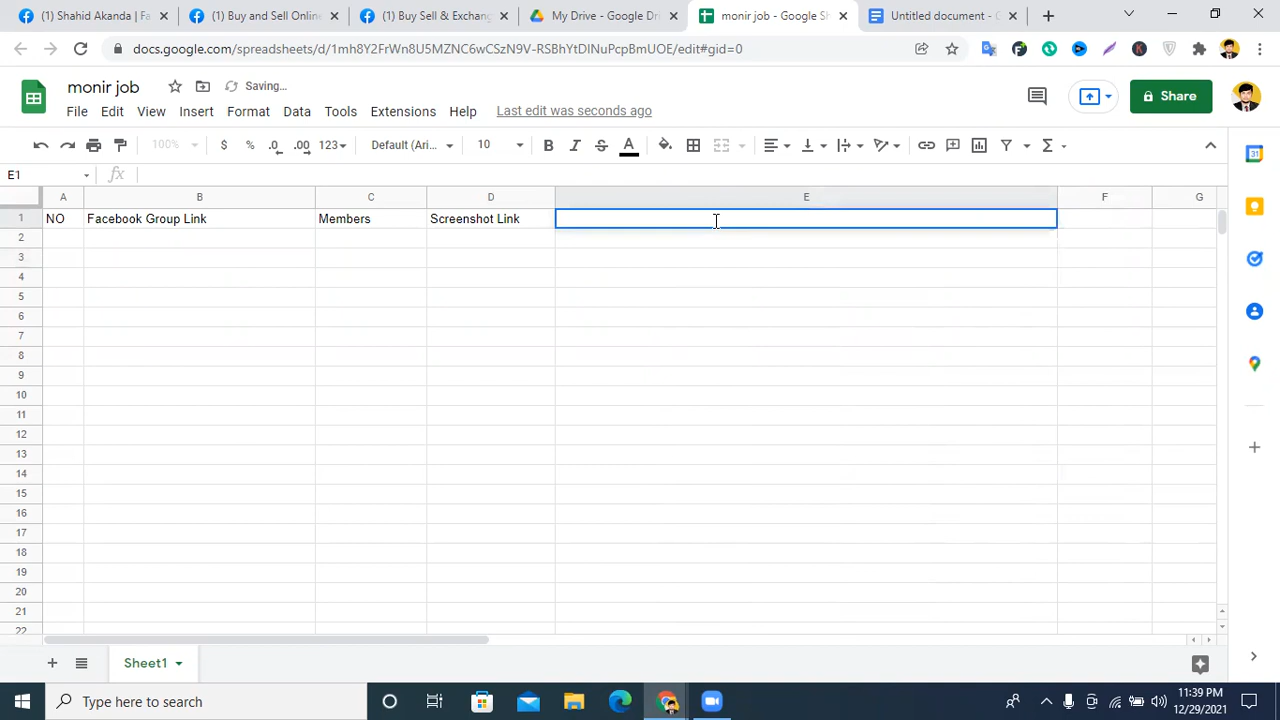 (1) Shahid Akanda | Fa
(1) Buy and Sell Online
(1) Buy Sell & Exchang
My Drive - Google Dri
monir job - Google Sh
Untitled document - G
docs.google.com/spreadsheets/d/1mh8Y2FrWn8U5MZNC6wCSzN9V-RSBhYtDlNuPcpBmUOE/edit#gid=0
monir job
Saving...
File Edit View Insert Format Data Tools Extensions Help Last edit was seconds ago
Share
100% $ % .0 .00 123 Default (Ari... 10 B I S A
E1 fx
A B C D E F G
1 NO Facebook Group Link Members Screenshot Link
2
3
4
5
6
7
8
9
10
11
12
13
14
15
16
17
18
19
20
21
22
Sheet1
31
Type here to search
11:39 PM
12/29/2021